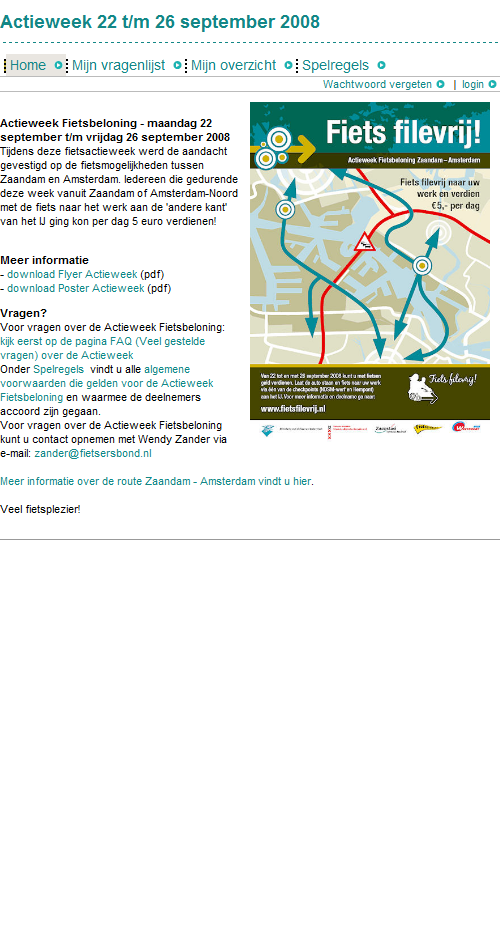 Actieweek 22 t/m 26 september 2008
Home
Mijn vragenlijst
Mijn overzicht
Spelregels
Wachtwoord vergeten
| login
Actieweek Fietsbeloning - maandag 22
september t/m vrijdag 26 september 2008
Tijdens deze fietsactieweek werd de aandacht
gevestigd op de fietsmogelijkheden tussen
Zaandam en Amsterdam. Iedereen die gedurende
deze week vanuit Zaandam of Amsterdam-Noord
met de fiets naar het werk aan de 'andere kant'
van het IJ ging kon per dag 5 euro verdienen!
Meer informatie
- download Flyer Actieweek (pdf)
- download Poster Actieweek (pdf)
Vragen?
Voor vragen over de Actieweek Fietsbeloning:
kijk eerst op de pagina FAQ (Veel gestelde
vragen) over de Actieweek
Onder Spelregels vindt u alle algemene
voorwaarden die gelden voor de Actieweek
Fietsbeloning en waarmee de deelnemers
accoord zijn gegaan.
Voor vragen over de Actieweek Fietsbeloning
kunt u contact opnemen met Wendy Zander via
e-mail: zander@fietsersbond.nl
Meer informatie over de route Zaandam - Amsterdam vindt u hier.
Veel fietsplezier!
Fiets filevrij!
Actieweek Fietsbeloning Zaandam – Amsterdam
Fiets filevrij naar uw
werk en verdien
€5,- per dag
Van 22 tot en met 26 september 2008 kunt u met fietsen
geld verdienen. Laat de auto staan en fiets naar uw werk
via één van de checkpoints (NDSM-werf en Hempont)
aan het IJ. Voor meer informatie en deelname ga naar:
www.fietsfilevrij.nl
Fiets filevrij!